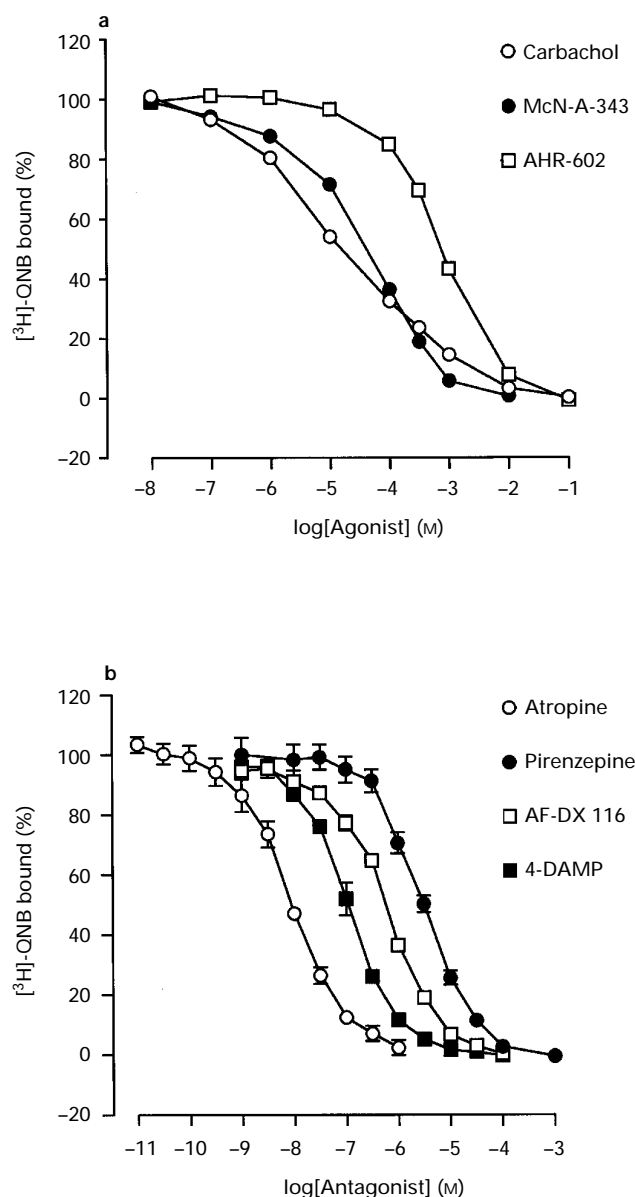 a
120
100
80
60
40
20
0
−20
[³H]-QNB bound (%)
Carbachol
McN-A-343
AHR-602
−8 −7 −6 −5 −4 −3 −2 −1
log[Agonist] (M)
b
120
100
80
60
40
20
0
−20
[³H]-QNB bound (%)
Atropine
Pirenzepine
AF-DX 116
4-DAMP
−11 −10 −9 −8 −7 −6 −5 −4 −3
log[Antagonist] (M)